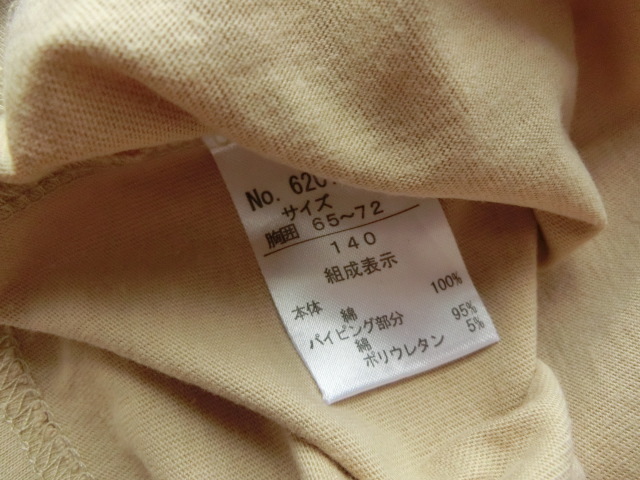 No. 620
サイズ
胸囲 65~72
140
組成表示
本体 綿 100%
パイピング部分
綿 95%
ポリウレタン 5%